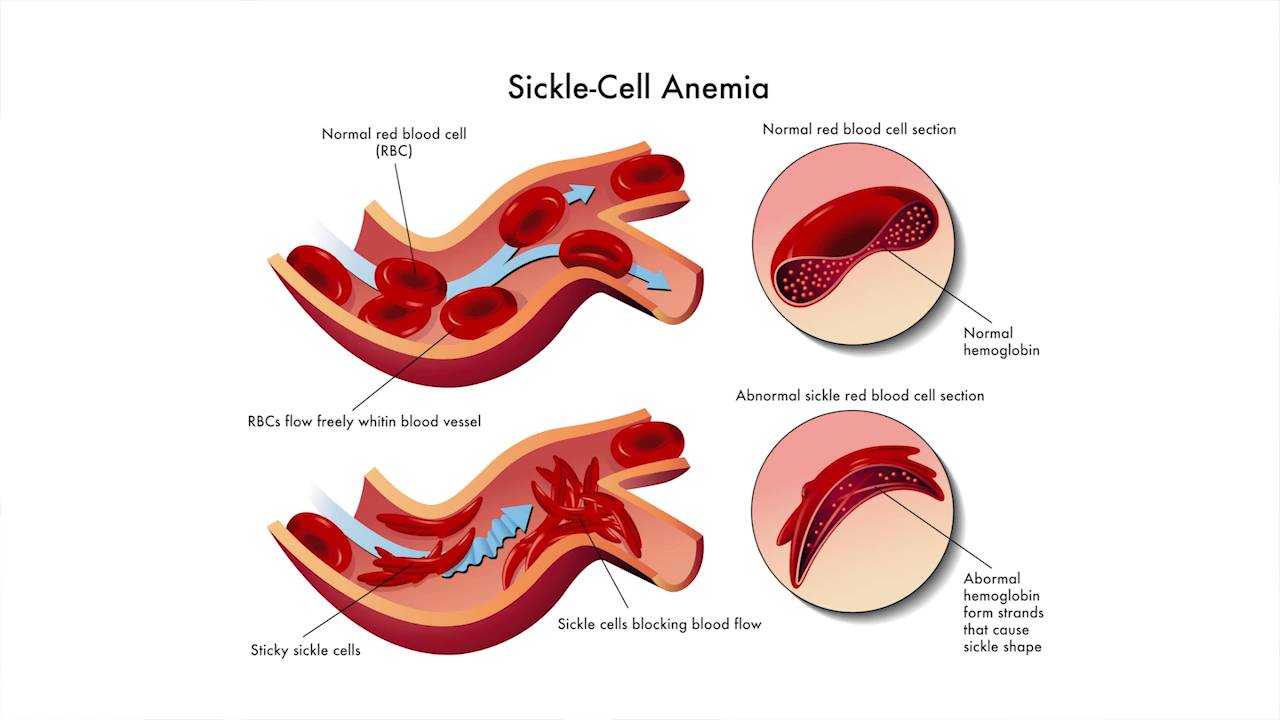 Sickle-Cell Anemia
Normal red blood cell
(RBC)
Normal red blood cell section
Normal
hemoglobin
RBCs flow freely whitin blood vessel
Abnormal sickle red blood cell section
Abormal
hemoglobin
form strands
that cause
sickle shape
Sickle cells blocking blood flow
Sticky sickle cells